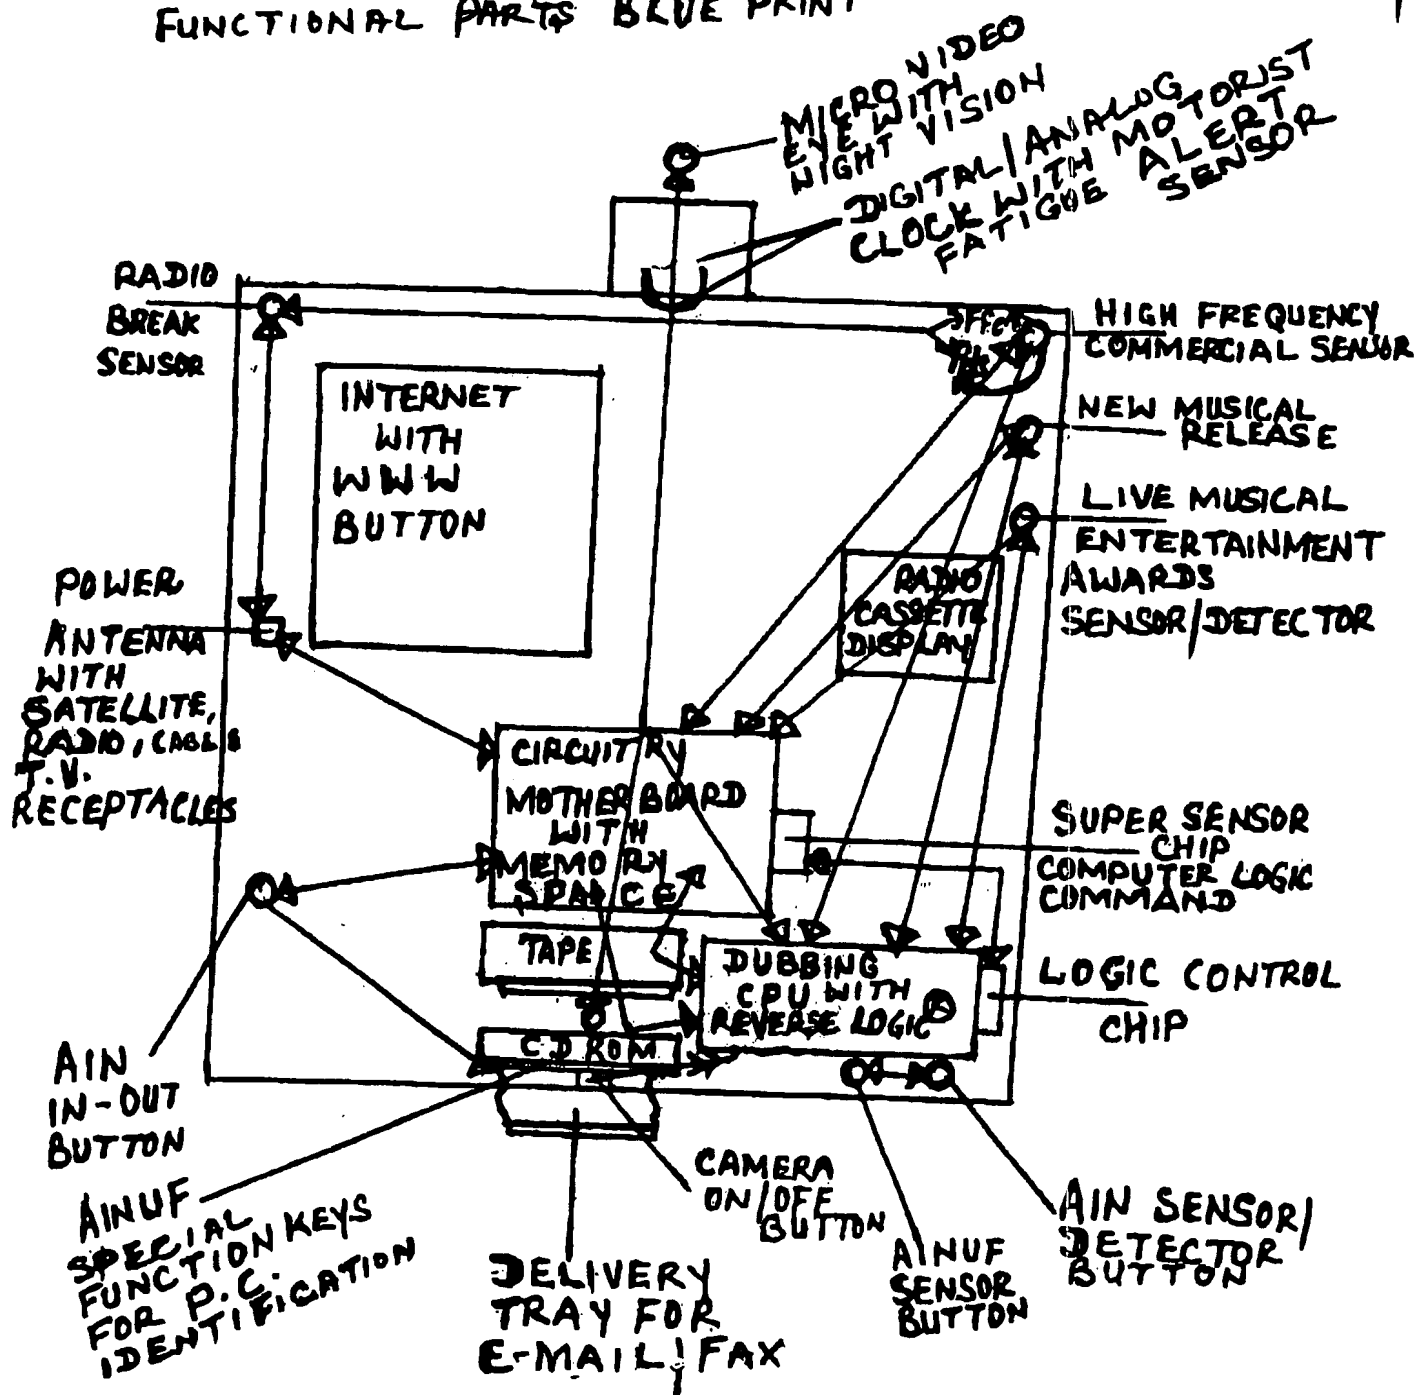 FUNCTIONAL PARTS BLUE PRINT
MICRO VIDEO
EYE WITH
NIGHT VISION
DIGITAL/ANALOG
CLOCK WITH MOTORIST
FATIGUE ALERT
SENSOR
RADIO
BREAK
SENSOR
HIGH FREQUENCY
COMMERCIAL SENSOR
INTERNET
WITH
WWW
BUTTON
NEW MUSICAL
RELEASE
LIVE MUSICAL
ENTERTAINMENT
AWARDS
SENSOR/DETECTOR
RADIO
CASSETTE
DISPLAY
POWER
ANTENNA
WITH
SATELLITE,
RADIO, CABLE
T.V.
RECEPTACLES
CIRCUITRY
MOTHERBOARD
WITH
MEMORY
SPACE
SUPER SENSOR
CHIP
COMPUTER LOGIC
COMMAND
TAPE
DUBBING
CPU WITH
REVERSE LOGIC
LOGIC CONTROL
CHIP
CD ROM
AIN
IN-OUT
BUTTON
AINUF
SPECIAL
FUNCTION KEYS
FOR P.C.
IDENTIFICATION
CAMERA
ON/OFF
BUTTON
DELIVERY
TRAY FOR
E-MAIL/FAX
AINUF
SENSOR
BUTTON
AIN SENSOR/
DETECTOR
BUTTON